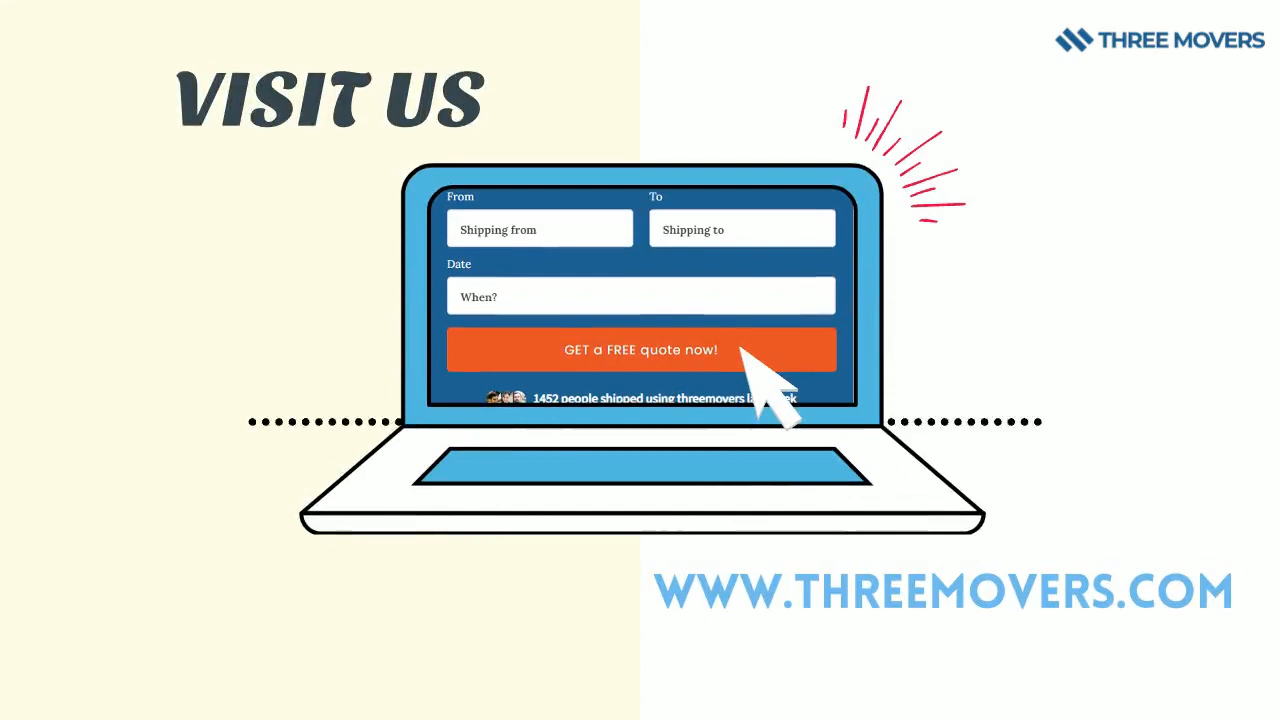 THREE MOVERS
VISIT US
From To
Shipping from Shipping to
Date
When?
GET a FREE quote now!
1452 people shipped using threemovers
WWW.THREEMOVERS.COM